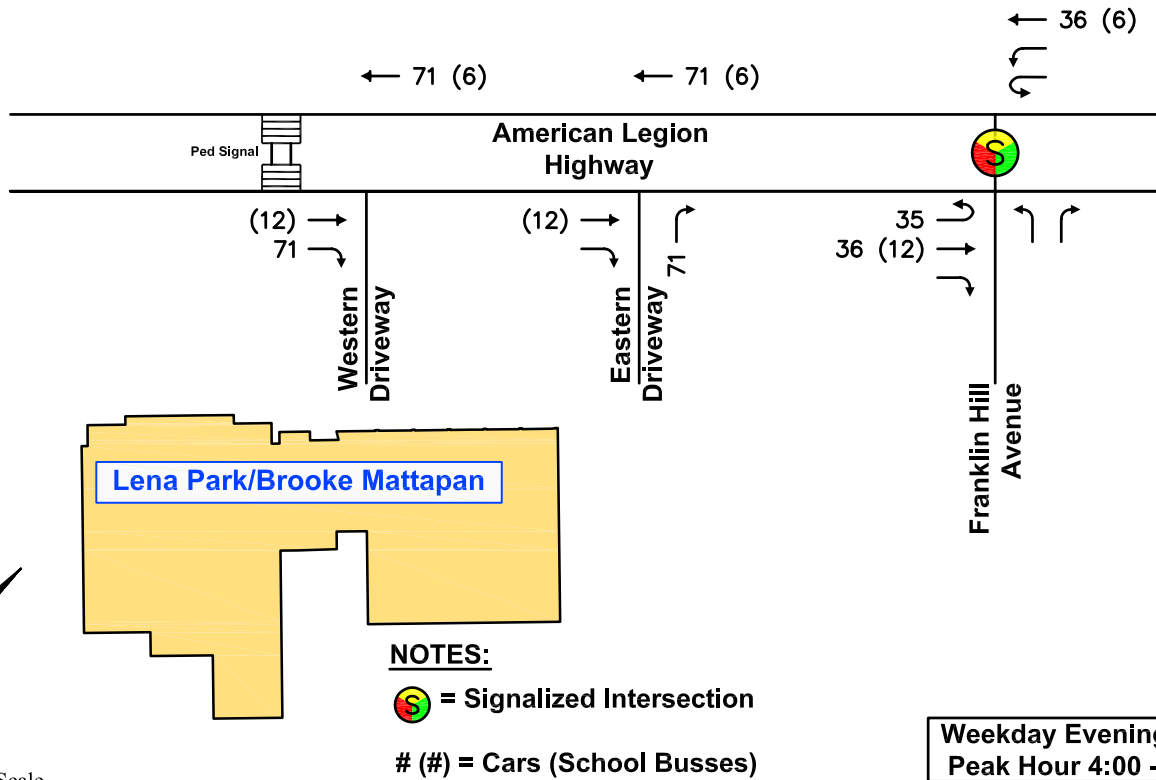 36 (6)
71 (6)
71 (6)
American Legion
Highway
Ped Signal
S
(12)
71
(12)
71
35
36 (12)
Western
Driveway
Eastern
Driveway
Franklin Hill
Avenue
Lena Park/Brooke Mattapan
NOTES:
S = Signalized Intersection
# (#) = Cars (School Busses)
Weekday Evening
Peak Hour 4:00 -
Scale